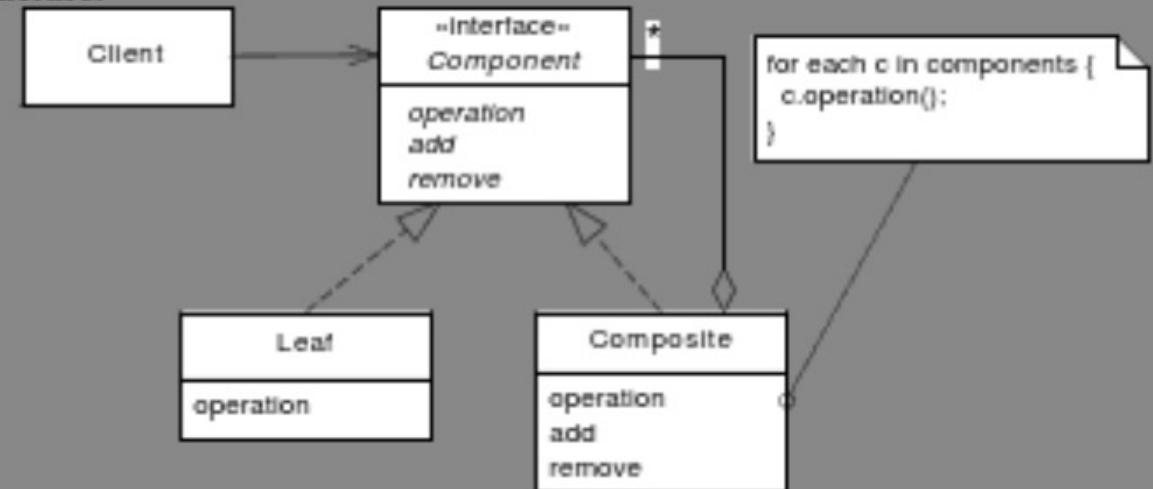 Client
«interface»
Component
operation
add
remove
*
for each c in components {
c.operation();
}
Leaf
operation
Composite
operation
add
remove